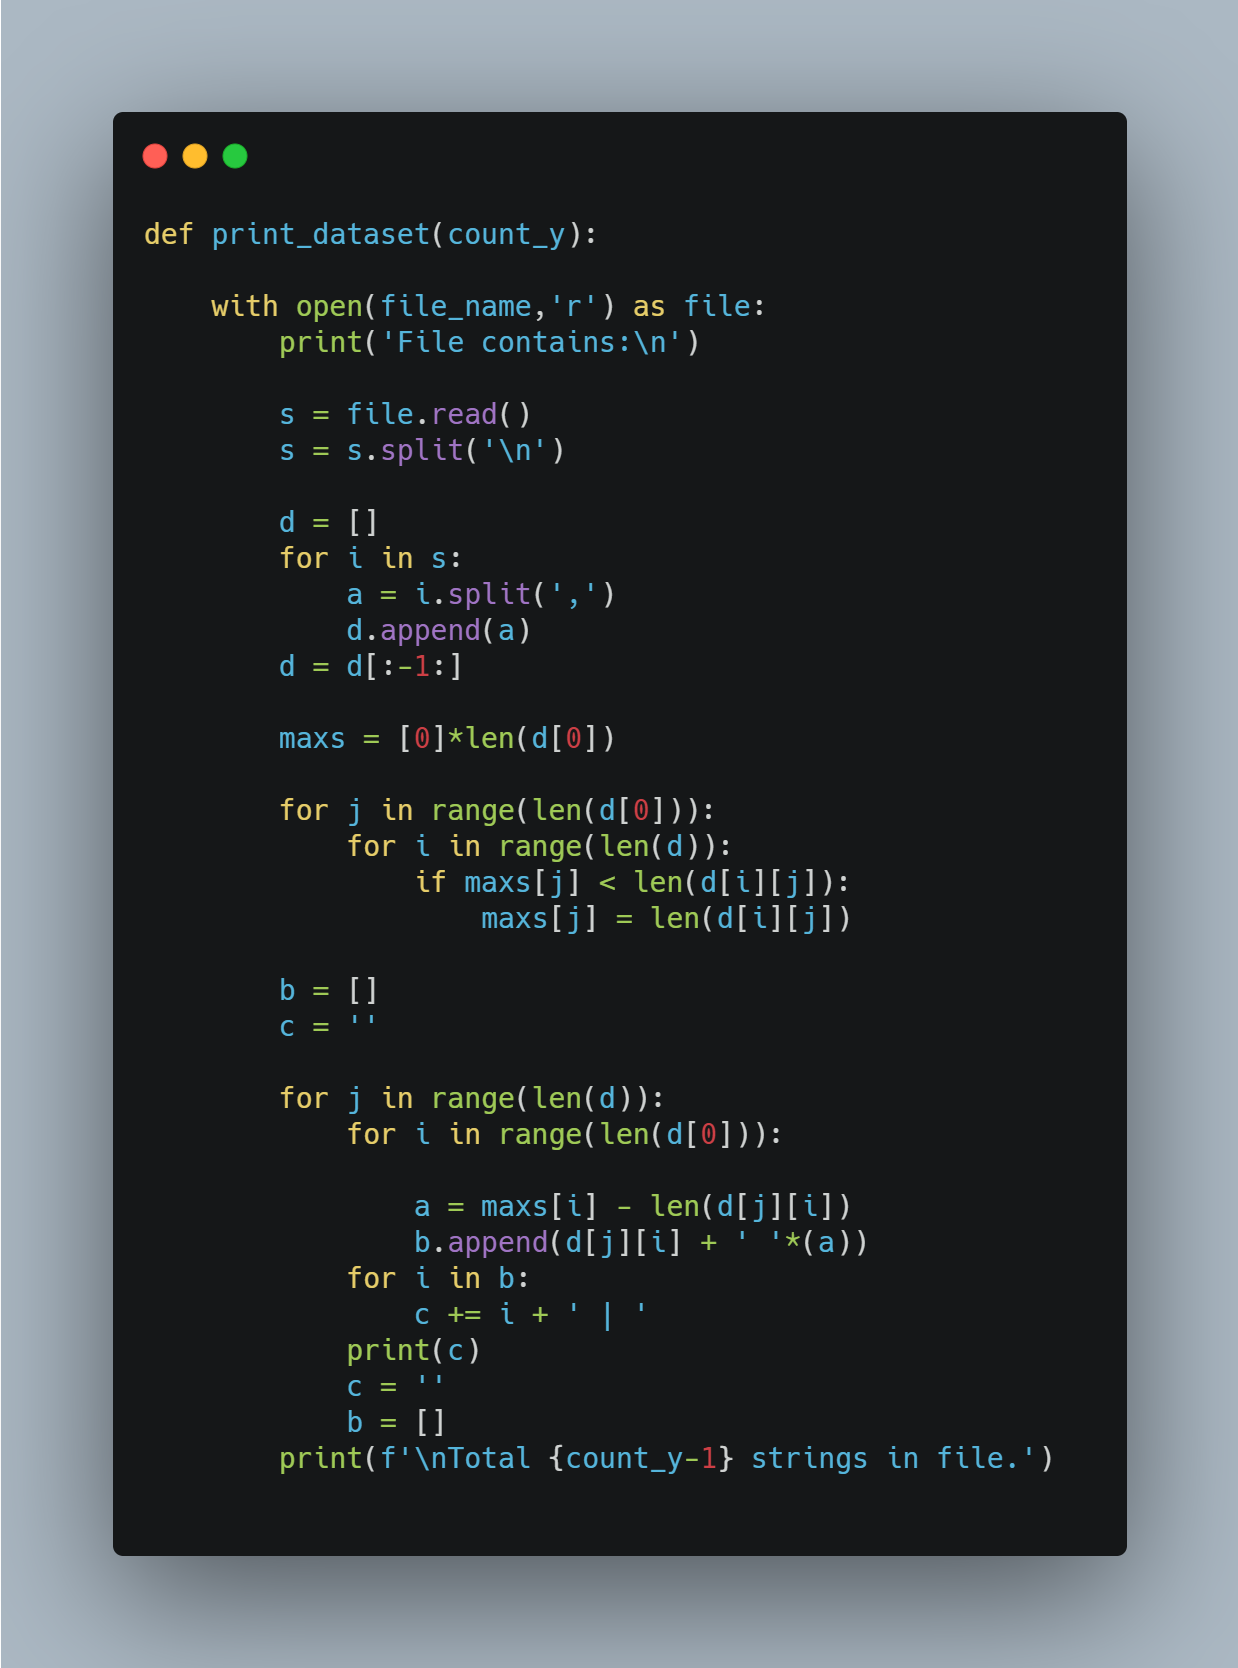 def print_dataset(count_y):
    with open(file_name,'r') as file:
        print('File contains:\n')
        s = file.read()
        s = s.split('\n')
        d = []
        for i in s:
            a = i.split(',')
            d.append(a)
        d = d[:-1:]
        maxs = [0]*len(d[0])
        for j in range(len(d[0])):
            for i in range(len(d)):
                if maxs[j] < len(d[i][j]):
                    maxs[j] = len(d[i][j])
        b = []
        c = ''
        for j in range(len(d)):
            for i in range(len(d[0])):
                a = maxs[i] - len(d[j][i])
                b.append(d[j][i] + ' '*(a))
            for i in b:
                c += i + ' | '
            print(c)
            c = ''
            b = []
        print(f'\nTotal {count_y-1} strings in file.')